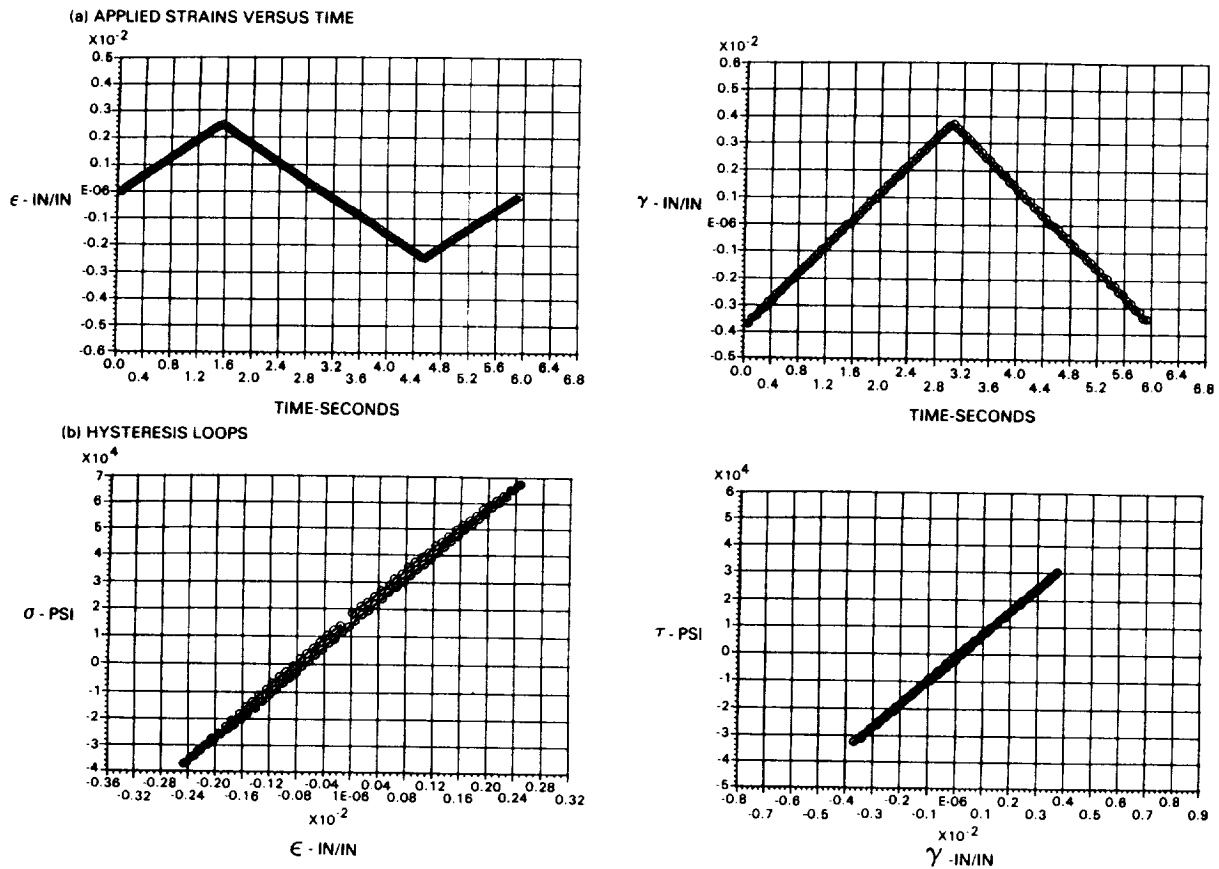 (a) APPLIED STRAINS VERSUS TIME
X10-2
0.5
0.4
0.3
0.2
0.1
E-06
-0.1
-0.2
-0.3
-0.4
-0.5
-0.6
ϵ - IN/IN
0.0 0.8 1.6 2.4 3.2 4.0 4.8 5.6 6.4
0.4 1.2 2.0 2.8 3.6 4.4 5.2 6.0 6.8
TIME-SECONDS
X10-2
0.6
0.5
0.4
0.3
0.2
0.1
E-06
-0.1
-0.2
-0.3
-0.4
-0.5
γ - IN/IN
0.0 0.8 1.6 2.4 3.2 4.0 4.8 5.6 6.4
0.4 1.2 2.0 2.8 3.6 4.4 5.2 6.0 6.8
TIME-SECONDS
(b) HYSTERESIS LOOPS
X104
7
6
5
4
3
2
1
0
-1
-2
-3
-4
σ - PSI
-0.36 -0.28 -0.20 -0.12 -0.04 0.04 0.12 0.20 0.28
-0.32 -0.24 -0.16 -0.08 1E-06 0.08 0.16 0.24 0.32
X10-2
ϵ - IN/IN
X104
6
5
4
3
2
1
0
-1
-2
-3
-4
-5
τ - PSI
-0.8 -0.6 -0.4 -0.2 E-06 0.2 0.4 0.6 0.8
-0.7 -0.5 -0.3 -0.1 0.1 0.3 0.5 0.7 0.9
X10-2
γ - IN/IN